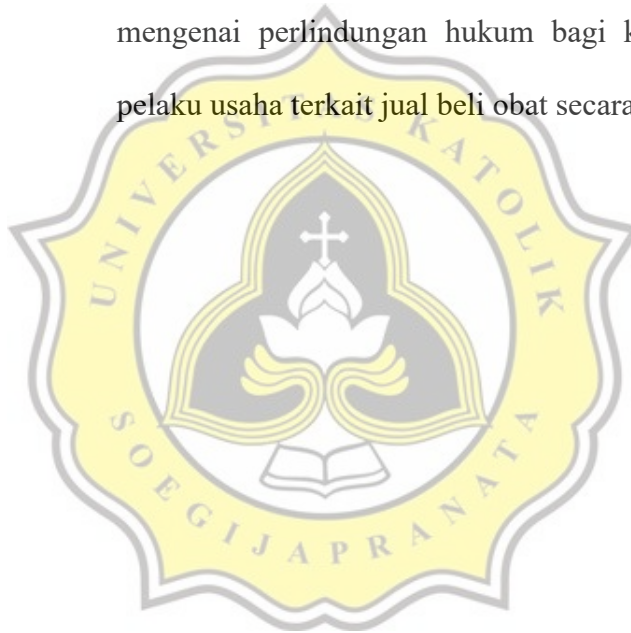 mengenai perlindungan hukum bagi k
pelaku usaha terkait jual beli obat secara
UNIVERSITAS KATOLIK
SOEGIJAPRANATA